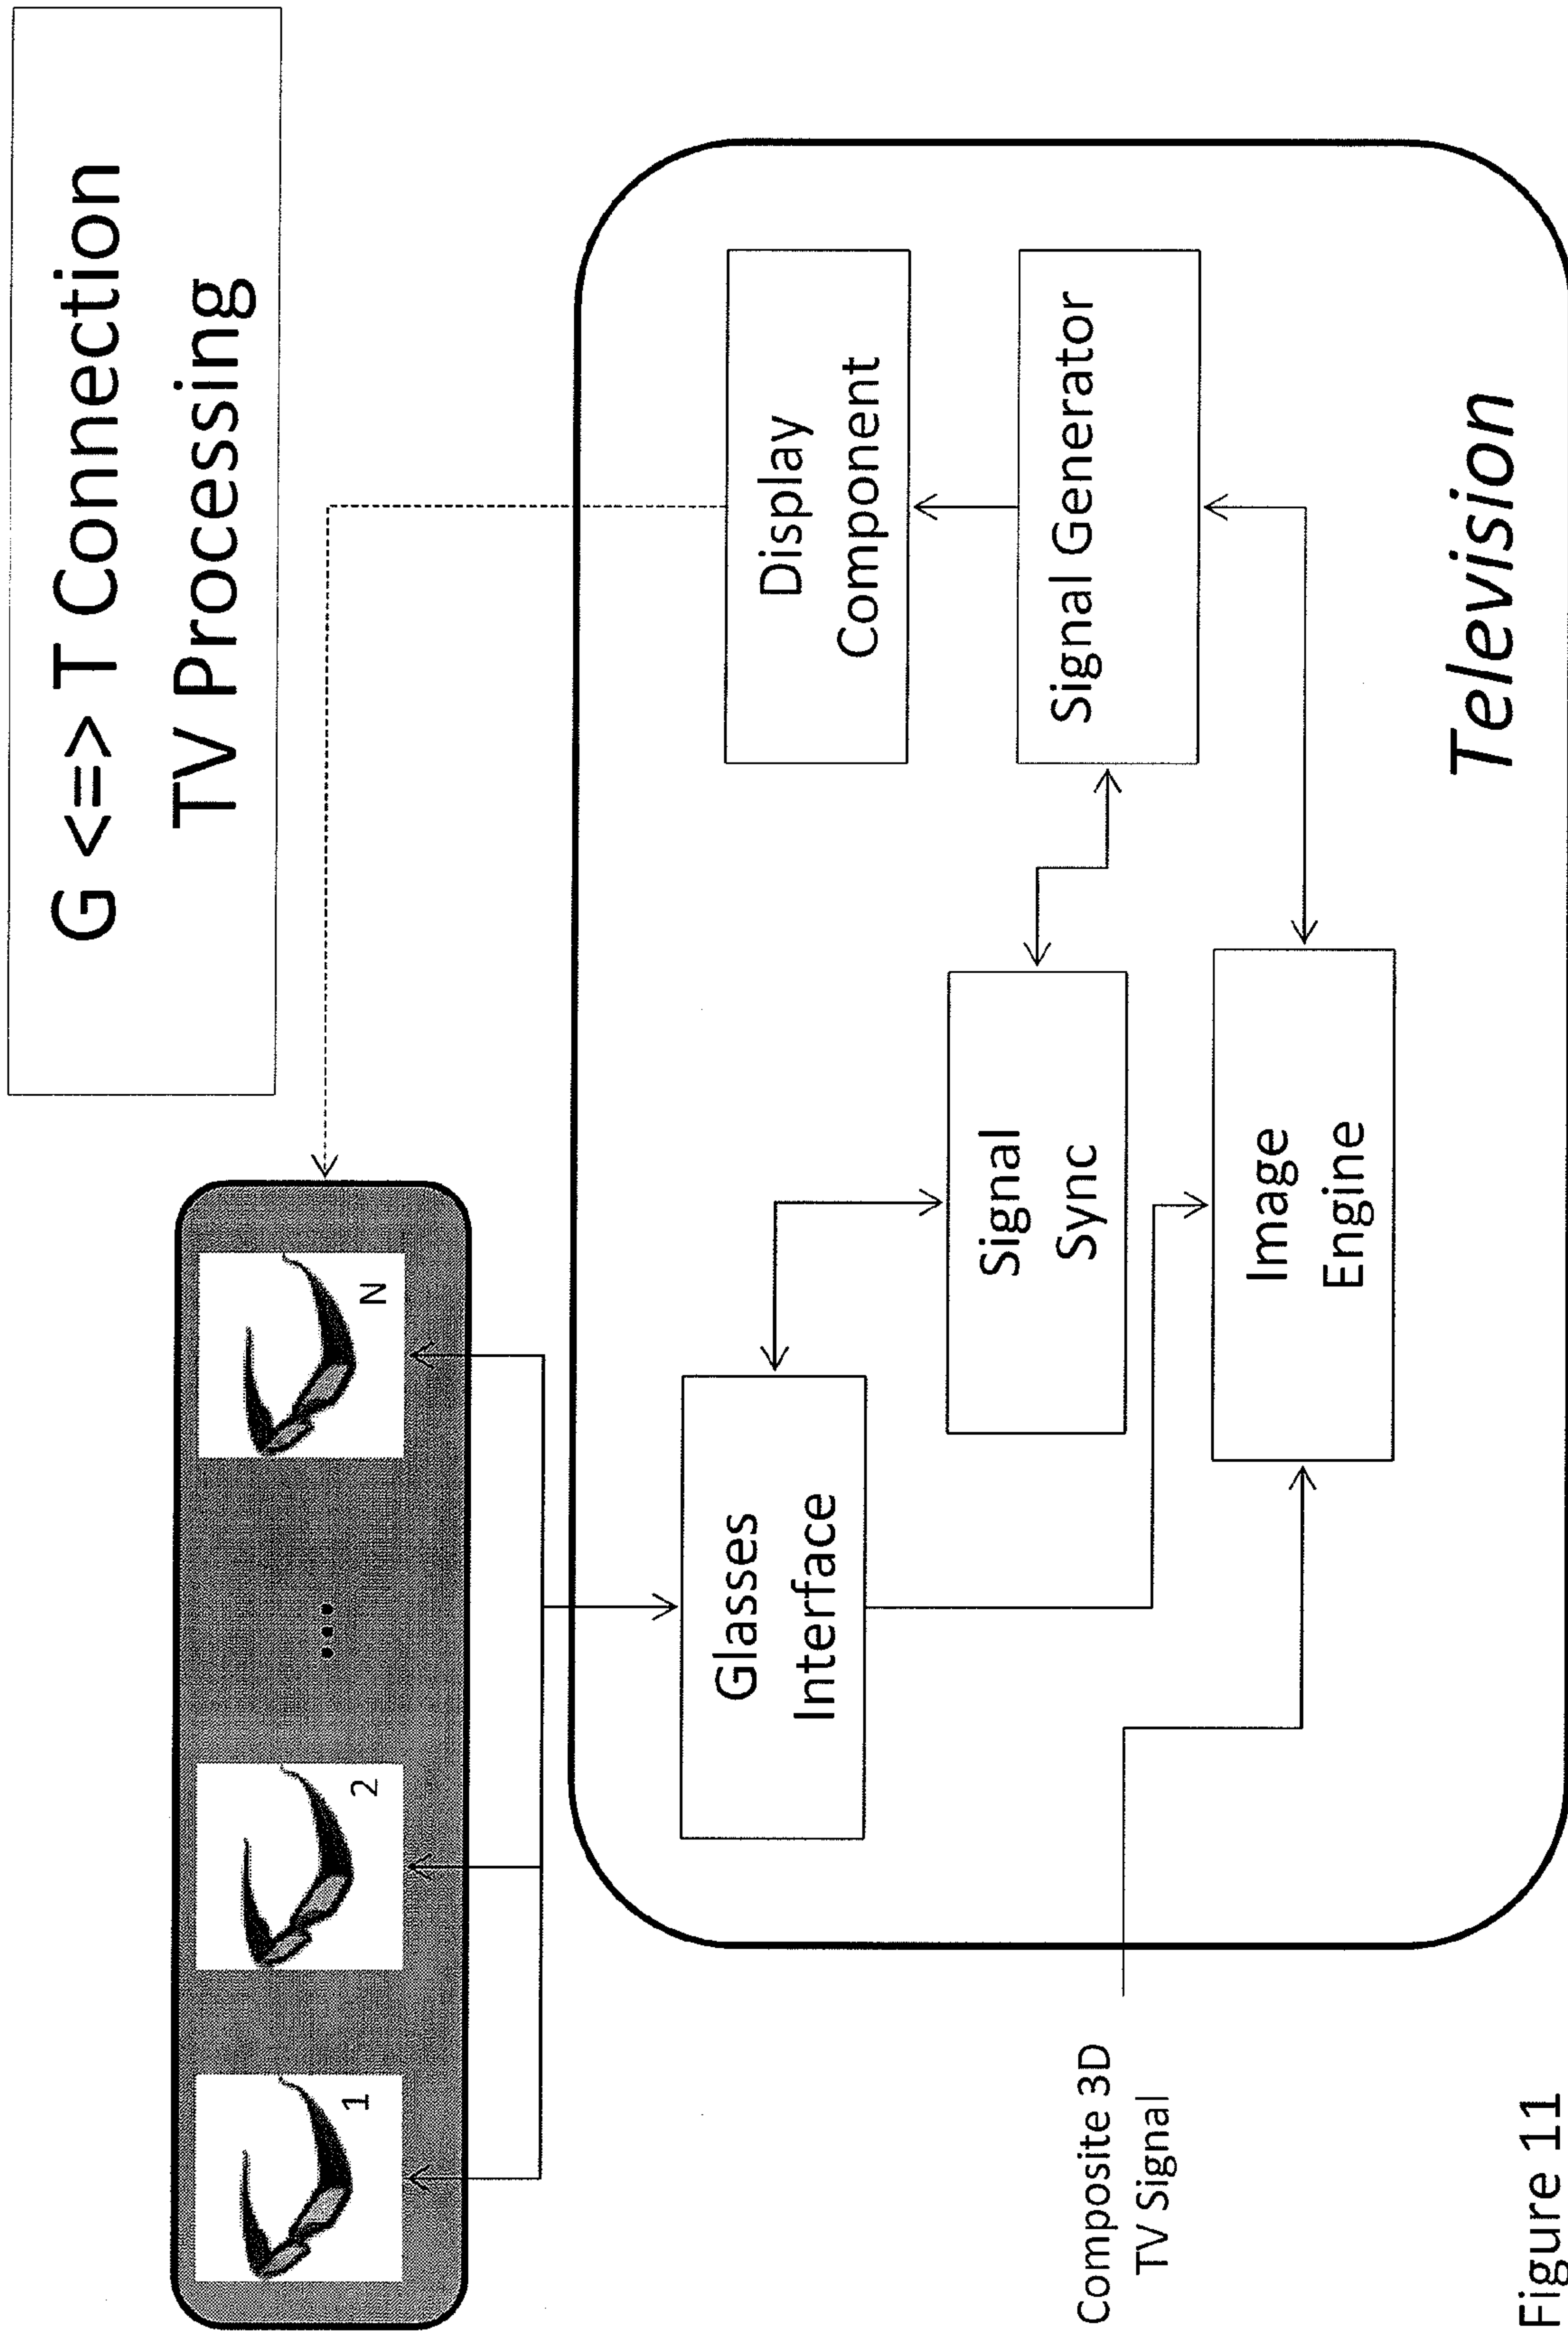 G <=> T Connection
TV Processing
1
2
...
N
Glasses
Interface
Signal
Sync
Display
Component
Signal Generator
Image
Engine
Composite 3D
TV Signal
Television
Figure 11